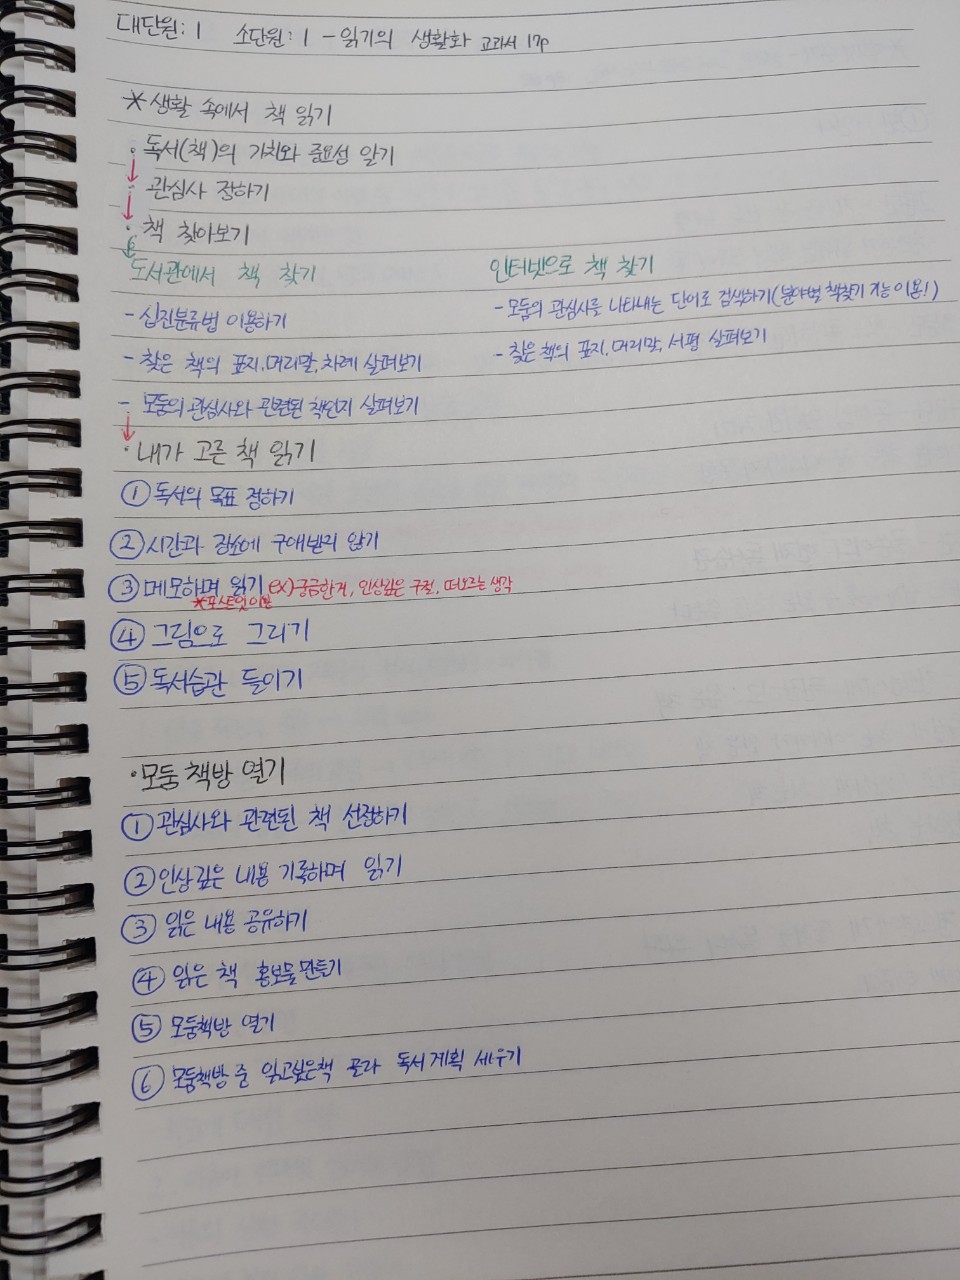 대단원: 1 소단원: 1 - 읽기의 생활화 교과서 17p
* 생활 속에서 책 읽기
· 독서(책)의 가치와 중요성 알기
↓
· 관심사 정하기
↓
· 책 찾아보기
↓
도서관에서 책 찾기
- 십진분류법 이용하기
- 찾은 책의 표지, 머리말, 차례 살펴보기
- 모둠의 관심사와 관련된 책인지 살펴보기
인터넷으로 책 찾기
- 모둠의 관심사를 나타내는 단어로 검색하기(분야별 책찾기 기능 이용!)
- 찾은 책의 표지, 머리말, 서평 살펴보기
↓
· 내가 고른 책 읽기
① 독서의 목표 정하기
② 시간과 장소에 구애받지 않기
③ 메모하며 읽기 ex) 궁금한거, 인상깊은 구절, 떠오르는 생각
*포스트잇 이용
④ 그림으로 그리기
⑤ 독서습관 들이기
· 모둠 책방 열기
① 관심사와 관련된 책 선정하기
② 인상깊은 내용 기록하며 읽기
③ 읽은 내용 공유하기
④ 읽은 책 홍보물 만들기
⑤ 모둠책방 열기
⑥ 모둠책방 중 읽고싶은책 골라 독서계획 세우기